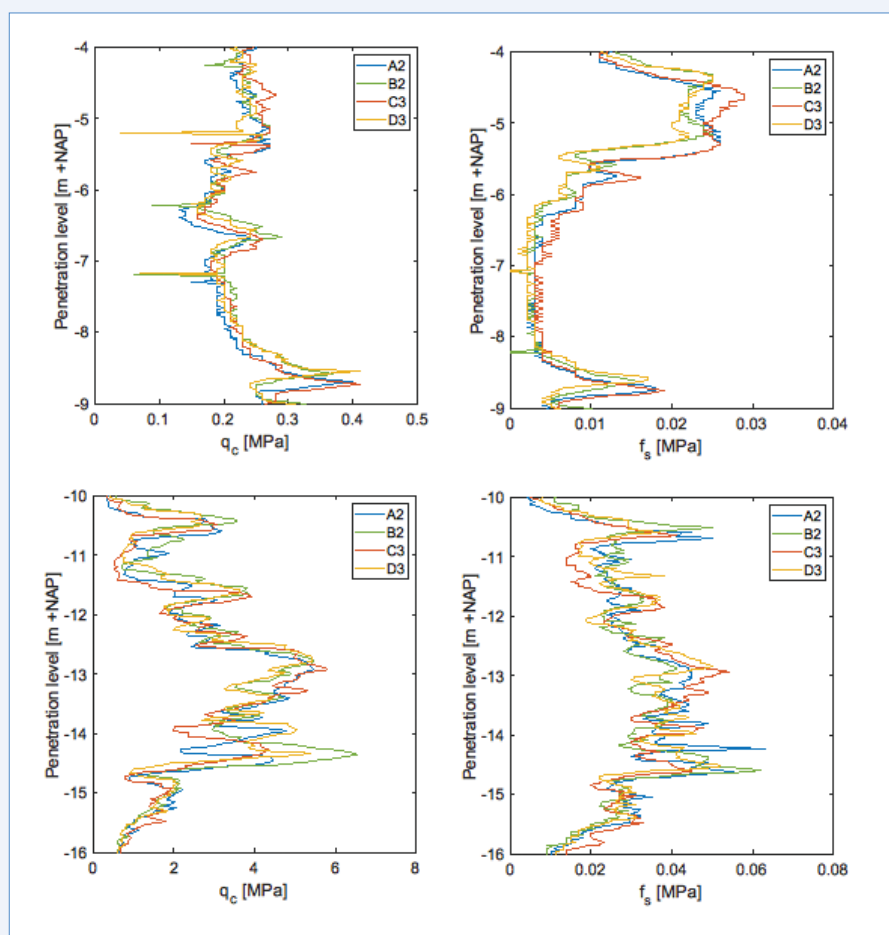 -4
-5
-6
-7
-8
-9
Penetration level [m +NAP]
A2
B2
C3
D3
0
0.1
0.2
0.3
0.4
0.5
q_c [MPa]
-4
-5
-6
-7
-8
-9
Penetration level [m +NAP]
A2
B2
C3
D3
0
0.01
0.02
0.03
0.04
f_s [MPa]
-10
-11
-12
-13
-14
-15
-16
Penetration level [m +NAP]
A2
B2
C3
D3
0
2
4
6
8
q_c [MPa]
-10
-11
-12
-13
-14
-15
-16
Penetration level [m +NAP]
A2
B2
C3
D3
0
0.02
0.04
0.06
0.08
f_s [MPa]